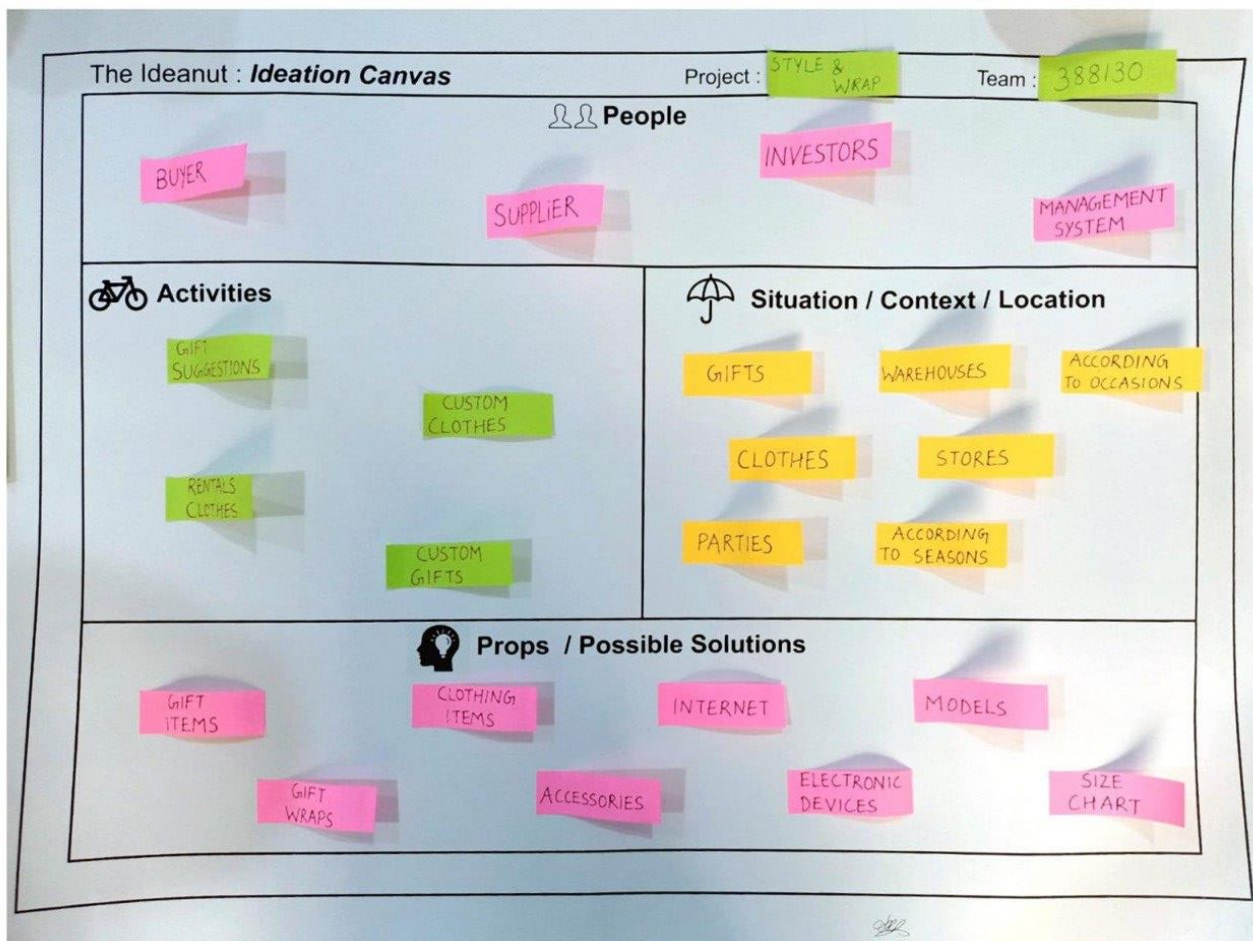 The Ideanut : Ideation Canvas
Project :
STYLE &
WRAP
Team :
388130
People
BUYER
SUPPLiER
INVESTORS
MANAGEMENT
SYSTEM
Activities
GIFT
SUGGESTIONS
CUSTOM
CLOTHES
RENTALS
CLOTHES
CUSTOM
GIFTS
Situation / Context / Location
GIFTS
WAREHOUSES
ACCORDING
TO OCCASIONS
CLOTHES
STORES
PARTIES
ACCORDING
TO SEASONS
Props / Possible Solutions
GIFT
iTEMS
CLOTHING
ITEMS
INTERNET
MODELS
GIFT
WRAPS
ACCESSORIES
ELECTRONIC
DEVICES
SIZE
CHART